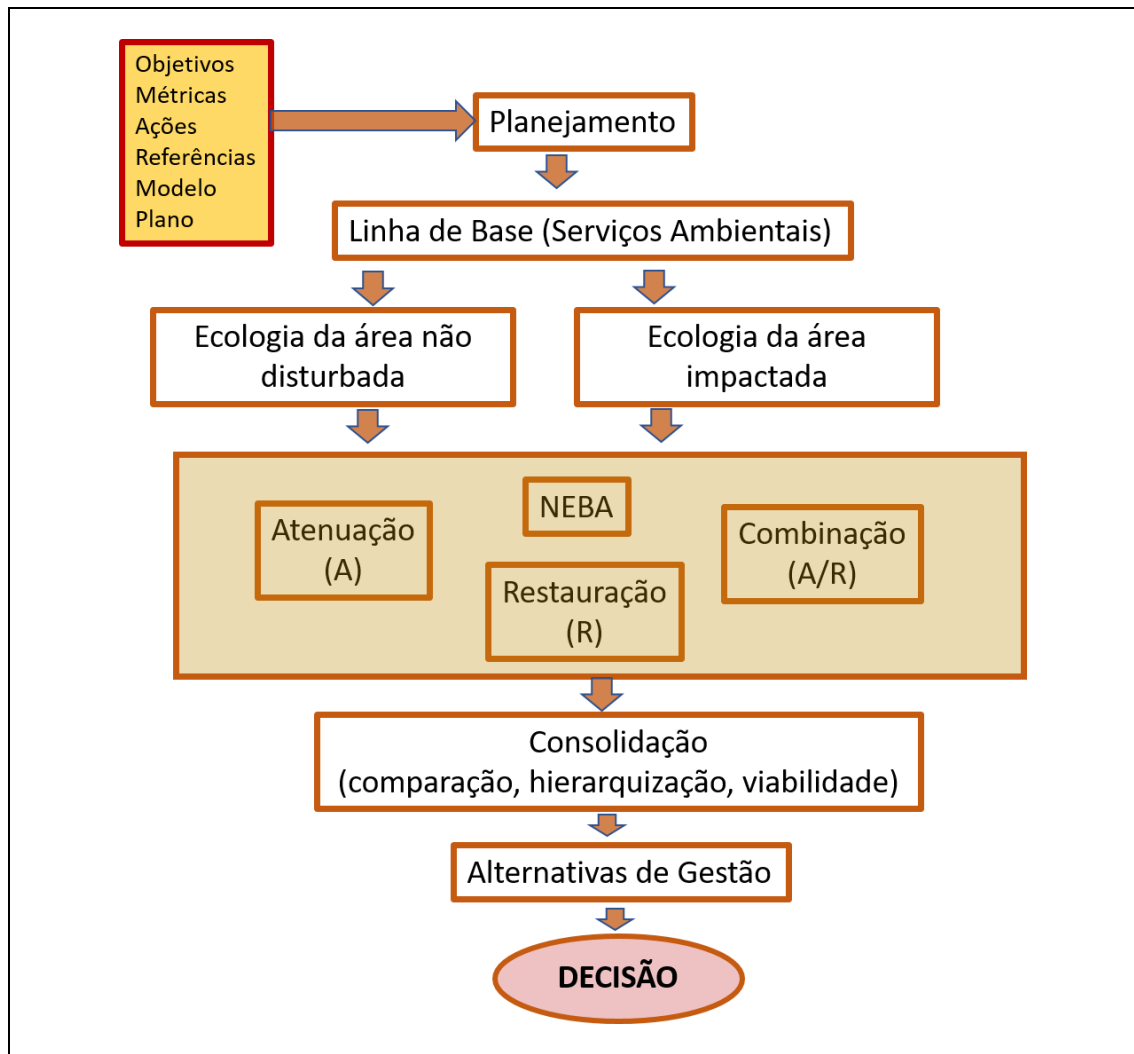 Objetivos
Métricas
Ações
Referências
Modelo
Plano
Planejamento
Linha de Base (Serviços Ambientais)
Ecologia da área não
disturbada
Ecologia da área
impactada
NEBA
Atenuação
(A)
Combinação
(A/R)
Restauração
(R)
Consolidação
(comparação, hierarquização, viabilidade)
Alternativas de Gestão
DECISÃO